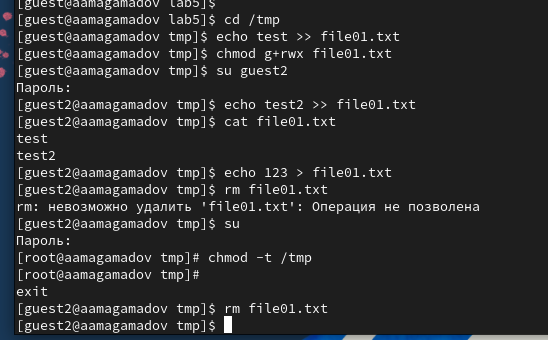 [guest@aamagamadov lab5]$
[guest@aamagamadov lab5]$ cd /tmp
[guest@aamagamadov tmp]$ echo test >> file01.txt
[guest@aamagamadov tmp]$ chmod g+rwx file01.txt
[guest@aamagamadov tmp]$ su guest2
Пароль:
[guest2@aamagamadov tmp]$ echo test2 >> file01.txt
[guest2@aamagamadov tmp]$ cat file01.txt
test
test2
[guest2@aamagamadov tmp]$ echo 123 > file01.txt
[guest2@aamagamadov tmp]$ rm file01.txt
rm: невозможно удалить 'file01.txt': Операция не позволена
[guest2@aamagamadov tmp]$ su
Пароль:
[root@aamagamadov tmp]# chmod -t /tmp
[root@aamagamadov tmp]#
exit
[guest2@aamagamadov tmp]$ rm file01.txt
[guest2@aamagamadov tmp]$